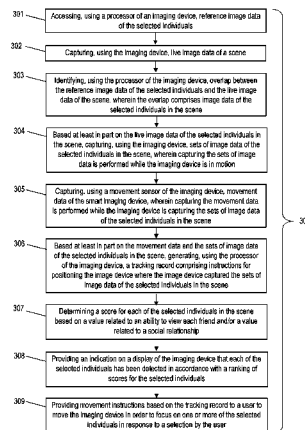 301
Accessing, using a processor of an imaging device, reference image data
of the selected individuals
302
Capturing, using the imaging device, live image data of a scene
303
Identifying, using the processor of the imaging device, overlap between
the reference image data of the selected individuals and the live image
data of the scene, wherein the overlap comprises image data of the
selected individuals in the scene
304
Based at least in part on the live image data of the selected individuals in
the scene, capturing, using the imaging device, sets of image data of the
selected individuals in the scene, wherein capturing the sets of image
data is performed while the imaging device is in motion
305
Capturing, using a movement sensor of the imaging device, movement
data of the smart imaging device, wherein capturing the movement data
is performed while the imaging device is capturing the sets of image
data of the selected individuals in the scene
306
Based at least in part on the movement data and the sets of image data
of the selected individuals in the scene, generating, using the processor
of the imaging device, a tracking record comprising instructions for
positioning the image device where the image device captured the sets of
image data of the selected individuals in the scene
307
Determining a score for each of the selected individuals in the scene
based on a value related to an ability to view each friend and/or a value
related to a social relationship
308
Providing an indication on a display of the imaging device that each of the
selected individuals has been detected in accordance with a ranking of
scores for the selected individuals
309
Providing movement instructions based on the tracking record to a user to
move the imaging device in order to focus on one or more of the selected
individuals in response to a selection by the user